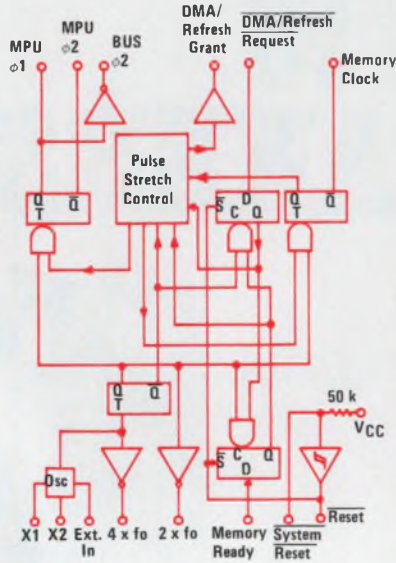 MPU
φ1
MPU
φ2
BUS
φ2
DMA/
Refresh
Grant
DMA/Refresh
Request
Memory
Clock
Pulse
Stretch
Control
Q
T
Q
D
S
C
Q
Q
T
Q
Q
T
Q
50 k
VCC
S
C
Q
D
Osc
X1
X2
Ext.
In
4 x fo
2 x fo
Memory
Ready
System
Reset
Reset